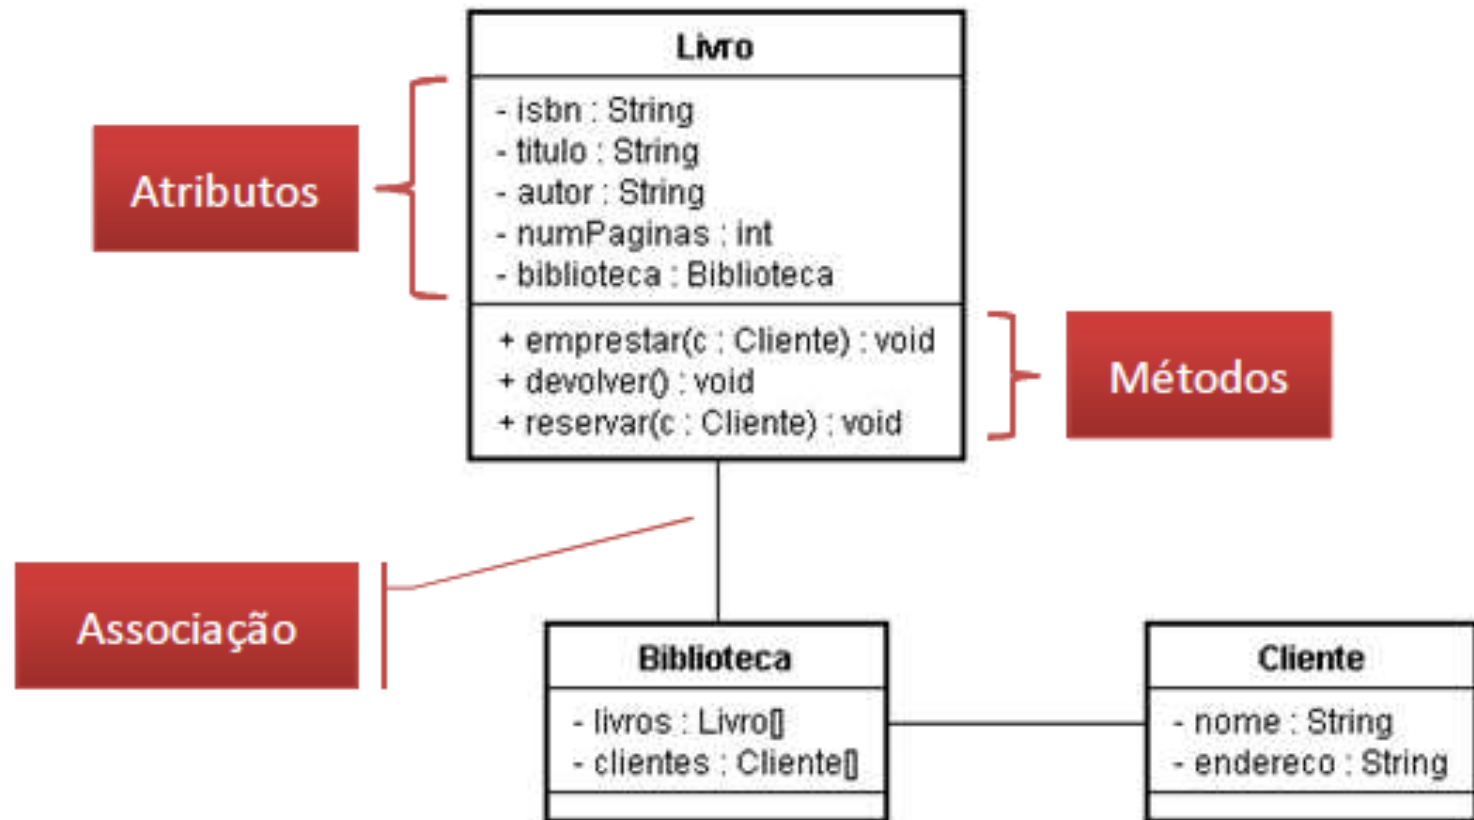 Livro
- isbn : String
- titulo : String
- autor : String
- numPaginas : int
- biblioteca : Biblioteca
Atributos
+ emprestar(c : Cliente) : void
+ devolver() : void
+ reservar(c : Cliente) : void
Métodos
Associação
Biblioteca
- livros : Livro[]
- clientes : Cliente[]
Cliente
- nome : String
- endereco : String